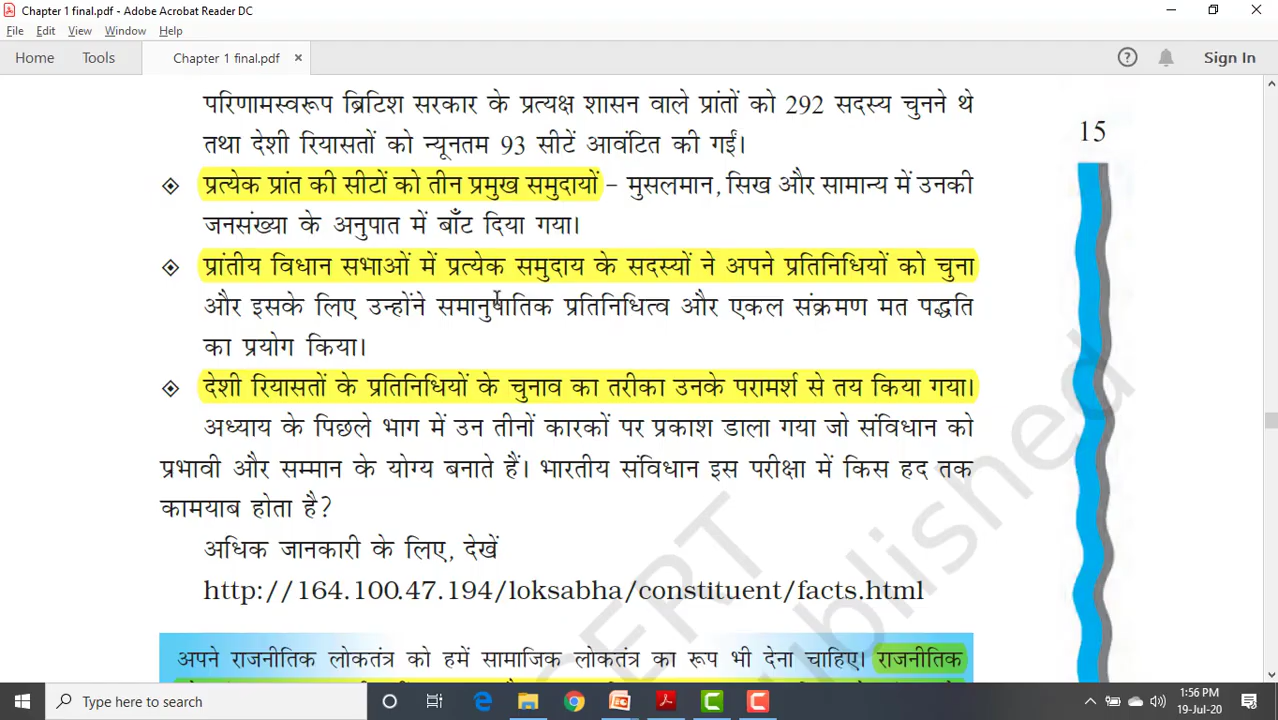 Chapter 1 final.pdf - Adobe Acrobat Reader DC
File Edit View Window Help
Home Tools Chapter 1 final.pdf × Sign In
परिणामस्वरूप ब्रिटिश सरकार के प्रत्यक्ष शासन वाले प्रांतों को 292 सदस्य चुनने थे
तथा देशी रियासतों को न्यूनतम 93 सीटें आवंटित की गईं।
15
प्रत्येक प्रांत की सीटों को तीन प्रमुख समुदायों – मुसलमान, सिख और सामान्य में उनकी
जनसंख्या के अनुपात में बाँट दिया गया।
प्रांतीय विधान सभाओं में प्रत्येक समुदाय के सदस्यों ने अपने प्रतिनिधियों को चुना
और इसके लिए उन्होंने समानुपातिक प्रतिनिधित्व और एकल संक्रमण मत पद्धति
का प्रयोग किया।
देशी रियासतों के प्रतिनिधियों के चुनाव का तरीका उनके परामर्श से तय किया गया।
अध्याय के पिछले भाग में उन तीनों कारकों पर प्रकाश डाला गया जो संविधान को
प्रभावी और सम्मान के योग्य बनाते हैं। भारतीय संविधान इस परीक्षा में किस हद तक
कामयाब होता है?
अधिक जानकारी के लिए, देखें
http://164.100.47.194/loksabha/constituent/facts.html
अपने राजनीतिक लोकतंत्र को हमें सामाजिक लोकतंत्र का रूप भी देना चाहिए। राजनीतिक
Type here to search
1:56 PM
19-Jul-20